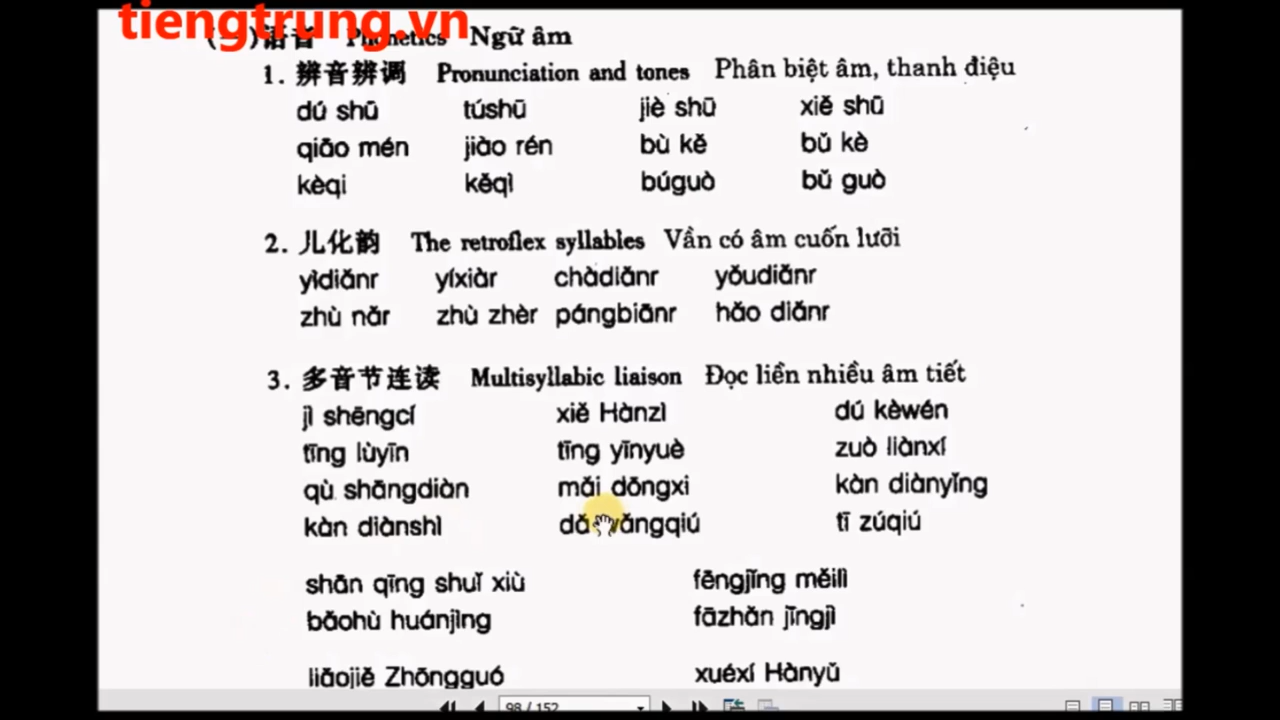 tiengtrung.vn
(一)语音 Phonetics Ngữ âm
1. 辨音辨调 Pronunciation and tones Phân biệt âm, thanh điệu
dú shū túshū jiè shū xiě shū
qiāo mén jiào rén bù kě bǔ kè
kèqi kěqì búguò bǔ guò
2. 儿化韵 The retroflex syllables Vần có âm cuốn lưỡi
yìdiǎnr yíxiàr chàdiǎnr yǒudiǎnr
zhù nǎr zhù zhèr pángbiānr hǎo diǎnr
3. 多音节连读 Multisyllabic liaison Đọc liền nhiều âm tiết
jì shēngcí xiě Hànzì dú kèwén
tīng lùyīn tīng yīnyuè zuò liànxí
qù shāngdiàn mǎi dōngxi kàn diànyǐng
kàn diànshì dǎ wǎngqiú tī zúqiú
shān qīng shuǐ xiù fēngjǐng měilì
bǎohù huánjìng fāzhǎn jīngjì
liǎojiě Zhōngguó xuéxí Hànyǔ
98 / 152